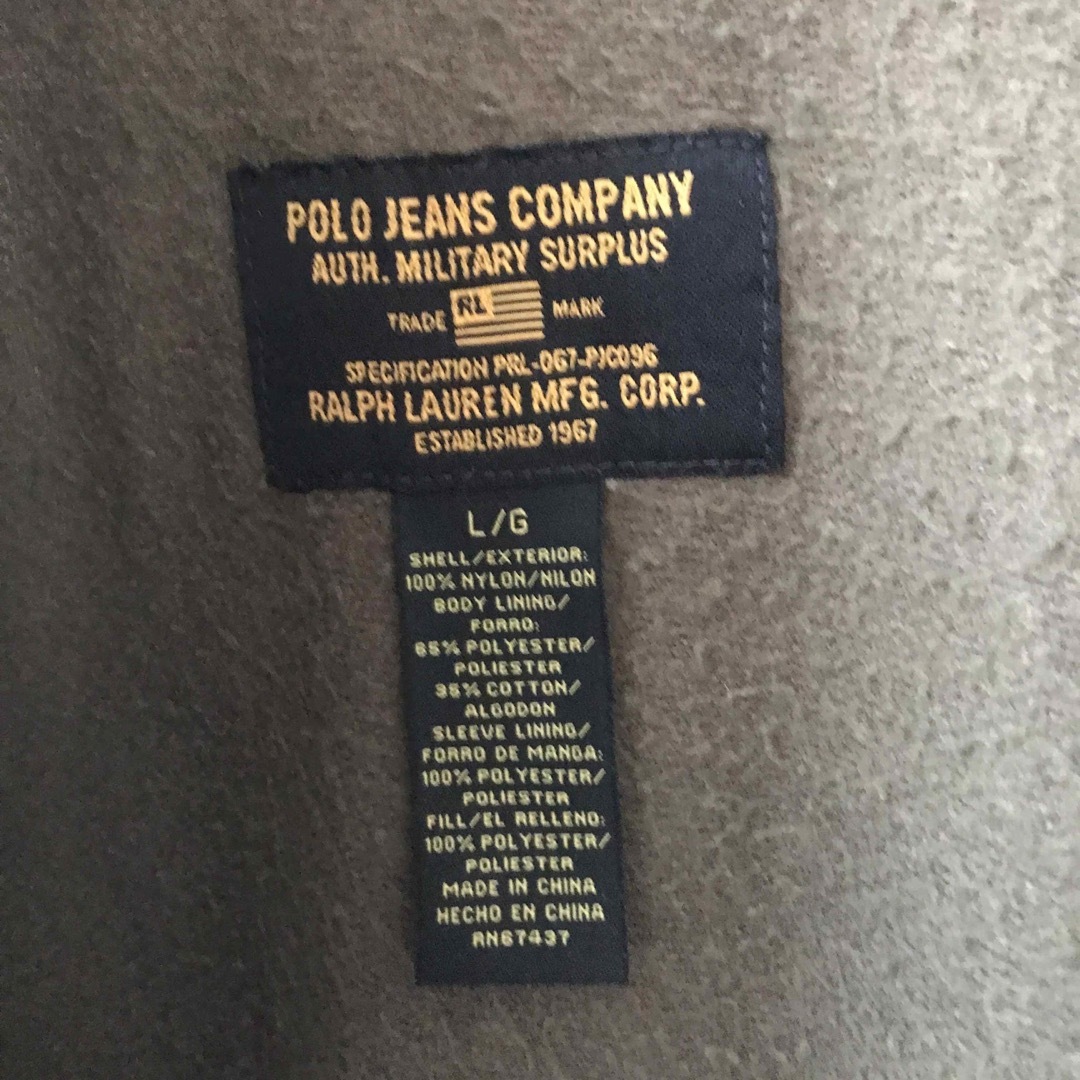 POLO JEANS COMPANY
AUTH. MILITARY SURPLUS
TRADE RL MARK
SPECIFICATION PRL-067-PJC096
RALPH LAUREN MFG. CORP.
ESTABLISHED 1967
L/G
SHELL/EXTERIOR:
100% NYLON/NILON
BODY LINING/
FORRO:
65% POLYESTER/
POLIESTER
35% COTTON/
ALGODON
SLEEVE LINING/
FORRO DE MANGA:
100% POLYESTER/
POLIESTER
FILL/EL RELLENO:
100% POLYESTER/
POLIESTER
MADE IN CHINA
HECHO EN CHINA
RN67437